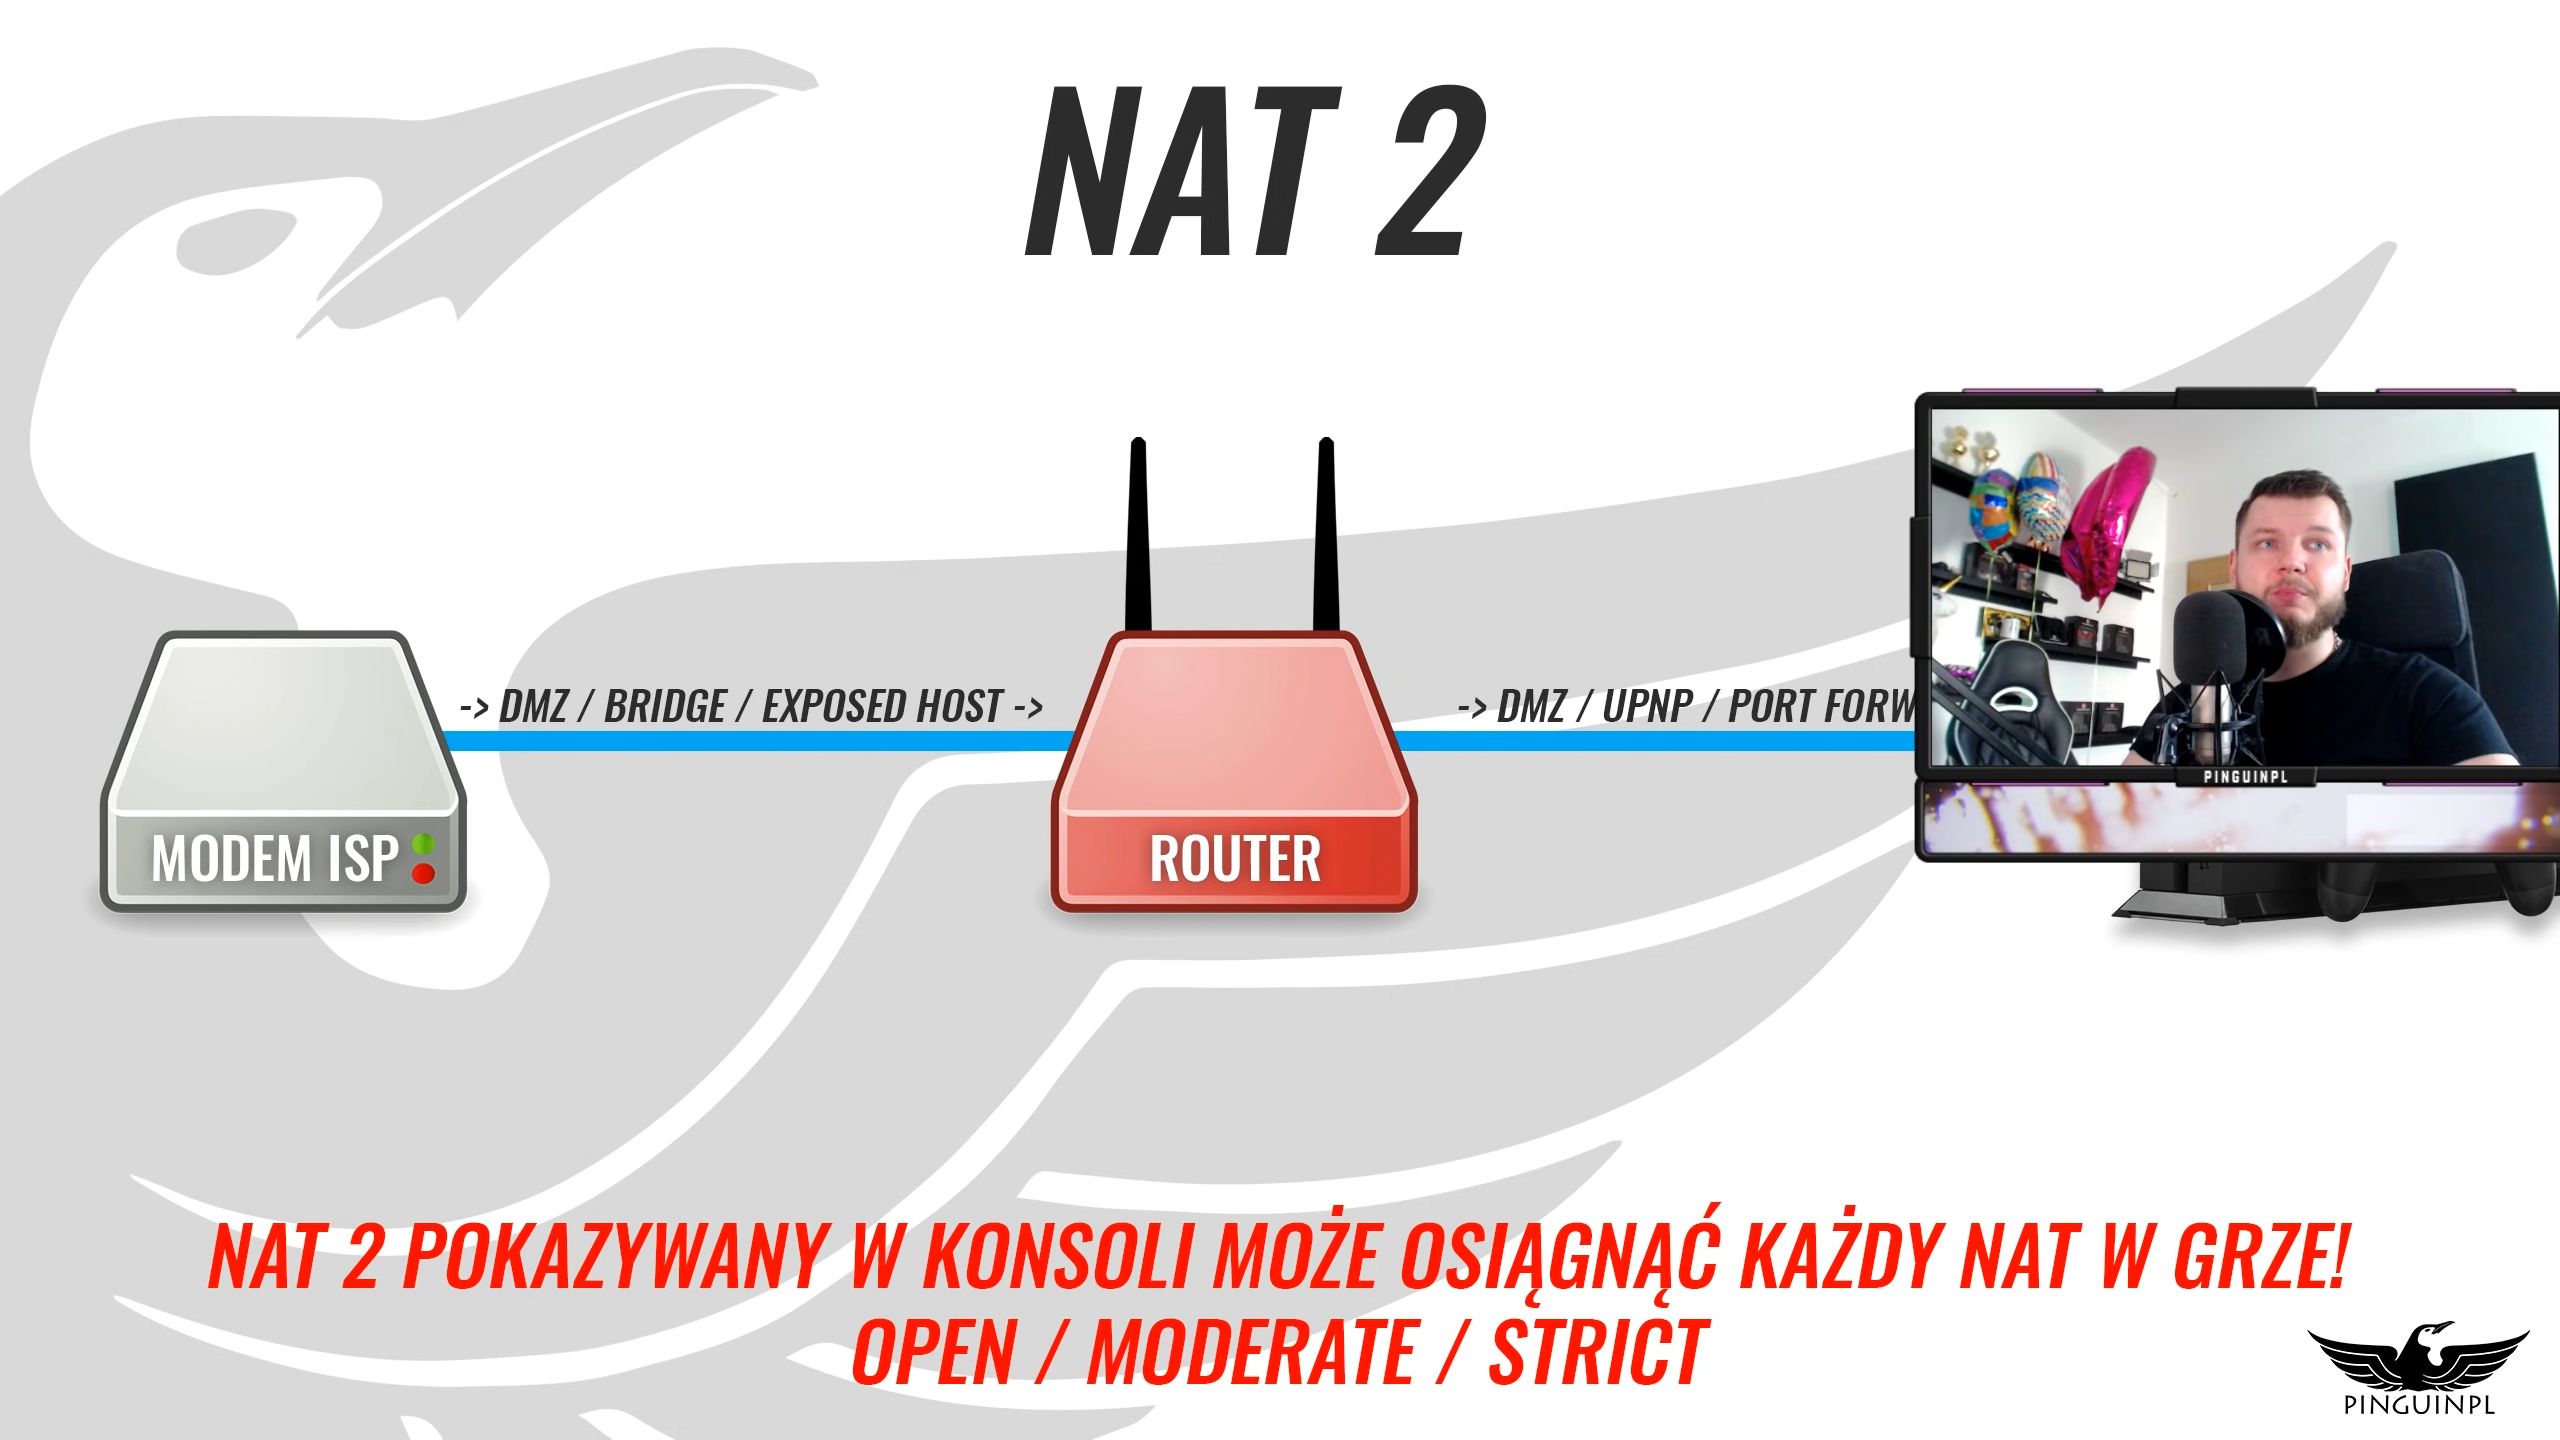 NAT 2
-> DMZ / BRIDGE / EXPOSED HOST ->
-> DMZ / UPNP / PORT FORW
PINGUINPL
MODEM ISP
ROUTER
NAT 2 POKAZYWANY W KONSOLI MOŻE OSIĄGNĄĆ KAŻDY NAT W GRZE!
OPEN / MODERATE / STRICT
PINGUINPL